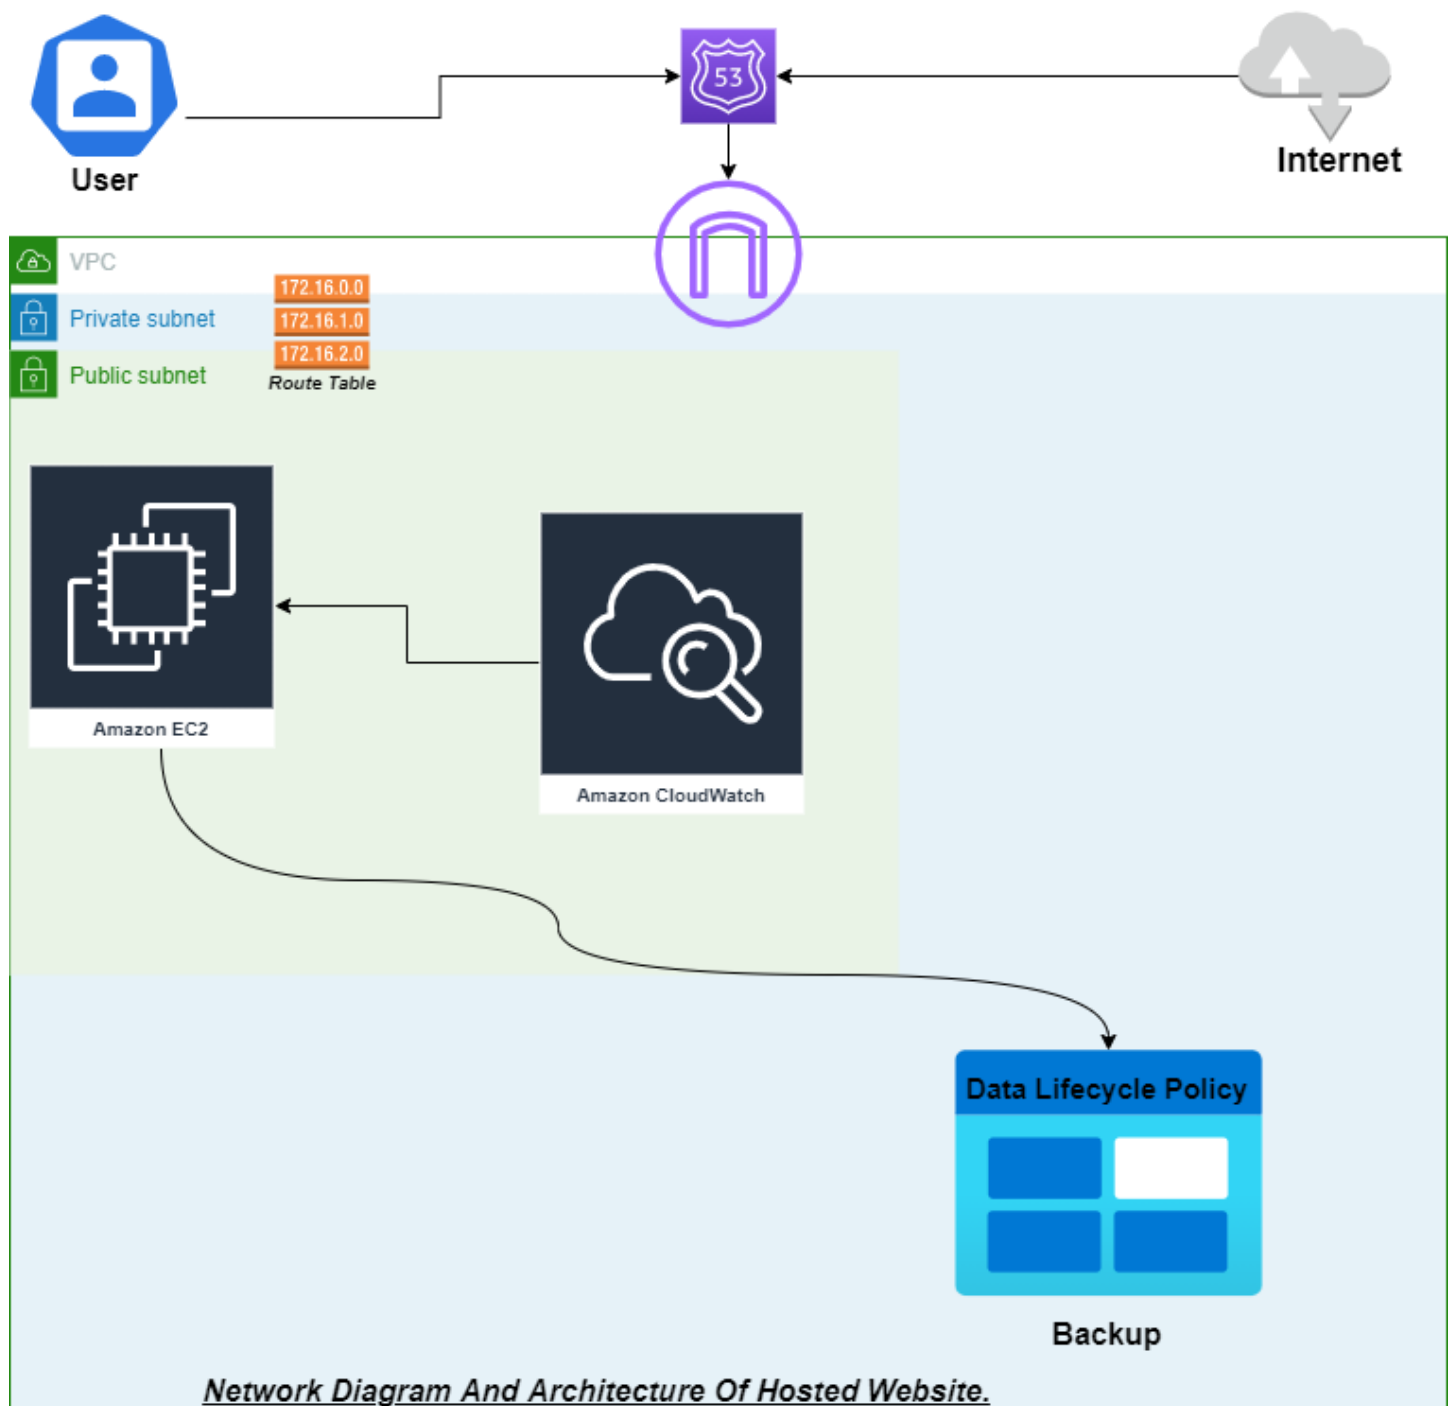 53
User
Internet
VPC
172.16.0.0
Private subnet
172.16.1.0
172.16.2.0
Public subnet
Route Table
Amazon EC2
Amazon CloudWatch
Data Lifecycle Policy
Backup
Network Diagram And Architecture Of Hosted Website.